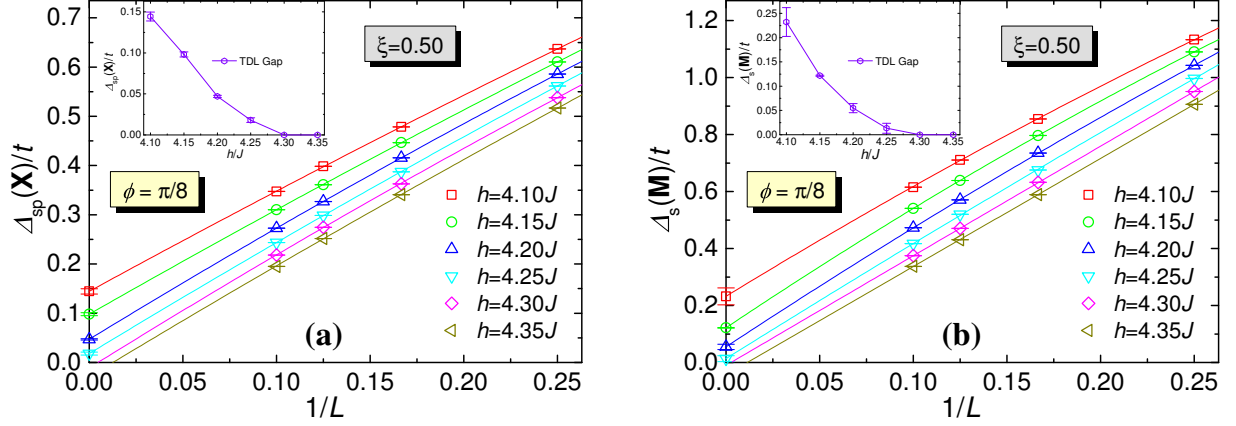 0.7
0.6
0.5
0.4
0.3
0.2
0.1
0.0
Δsp(X)/t
0.15
0.10
0.05
0.00
Δsp(X)/t
4.10 4.15 4.20 4.25 4.30 4.35
h/J
TDL Gap
ξ=0.50
ϕ = π/8
h=4.10J
h=4.15J
h=4.20J
h=4.25J
h=4.30J
h=4.35J
(a)
0.00 0.05 0.10 0.15 0.20 0.25
1/L
1.2
1.0
0.8
0.6
0.4
0.2
0.0
Δs(M)/t
0.25
0.20
0.15
0.10
0.05
0.00
Δs(M)/t
4.10 4.15 4.20 4.25 4.30 4.35
h/J
TDL Gap
ξ=0.50
ϕ = π/8
h=4.10J
h=4.15J
h=4.20J
h=4.25J
h=4.30J
h=4.35J
(b)
0.00 0.05 0.10 0.15 0.20 0.25
1/L